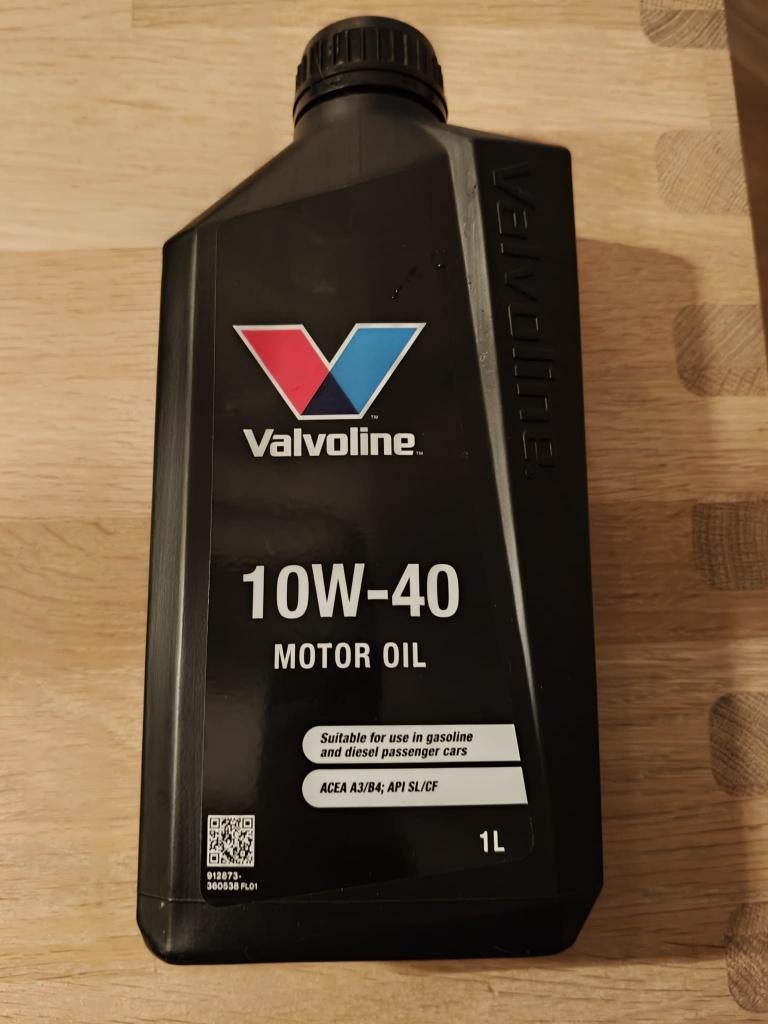 Valvoline™
Valvoline.
10W-40
MOTOR OIL
Suitable for use in gasoline
and diesel passenger cars
ACEA A3/B4; API SL/CF
1L
912873-
360538 FL01